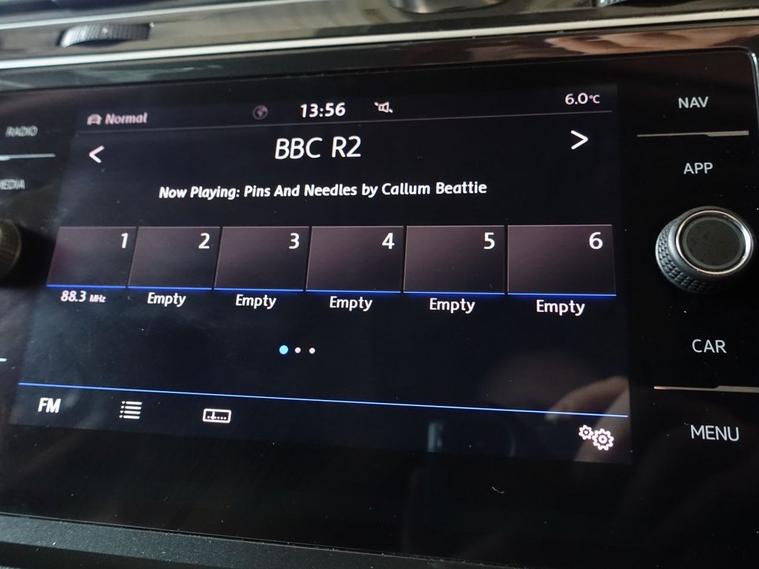 RADIO
MEDIA
Normal
13:56
6.0°C
BBC R2
Now Playing: Pins And Needles by Callum Beattie
1
2
3
4
5
6
88.3 MHz
Empty
Empty
Empty
Empty
Empty
FM
NAV
APP
CAR
MENU